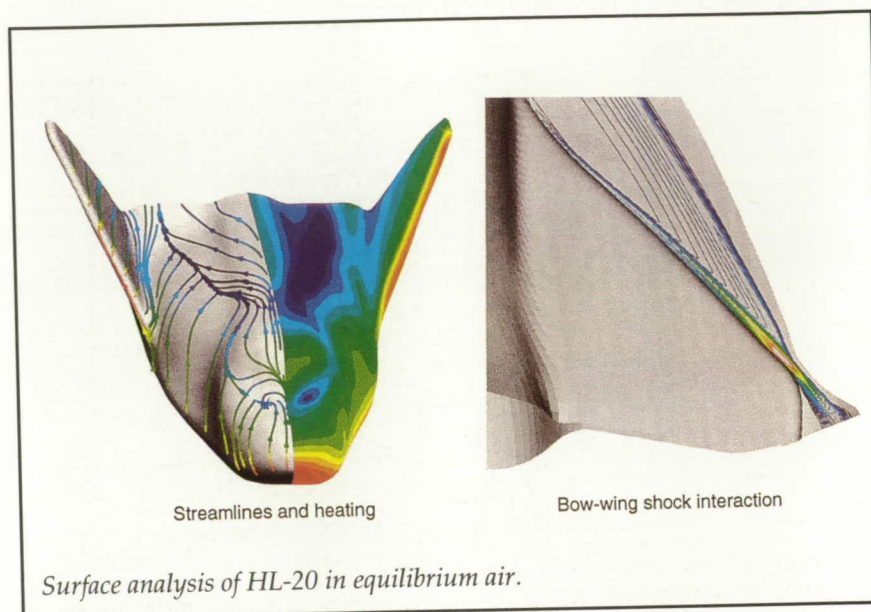 Streamlines and heating
Bow-wing shock interaction
Surface analysis of HL-20 in equilibrium air.